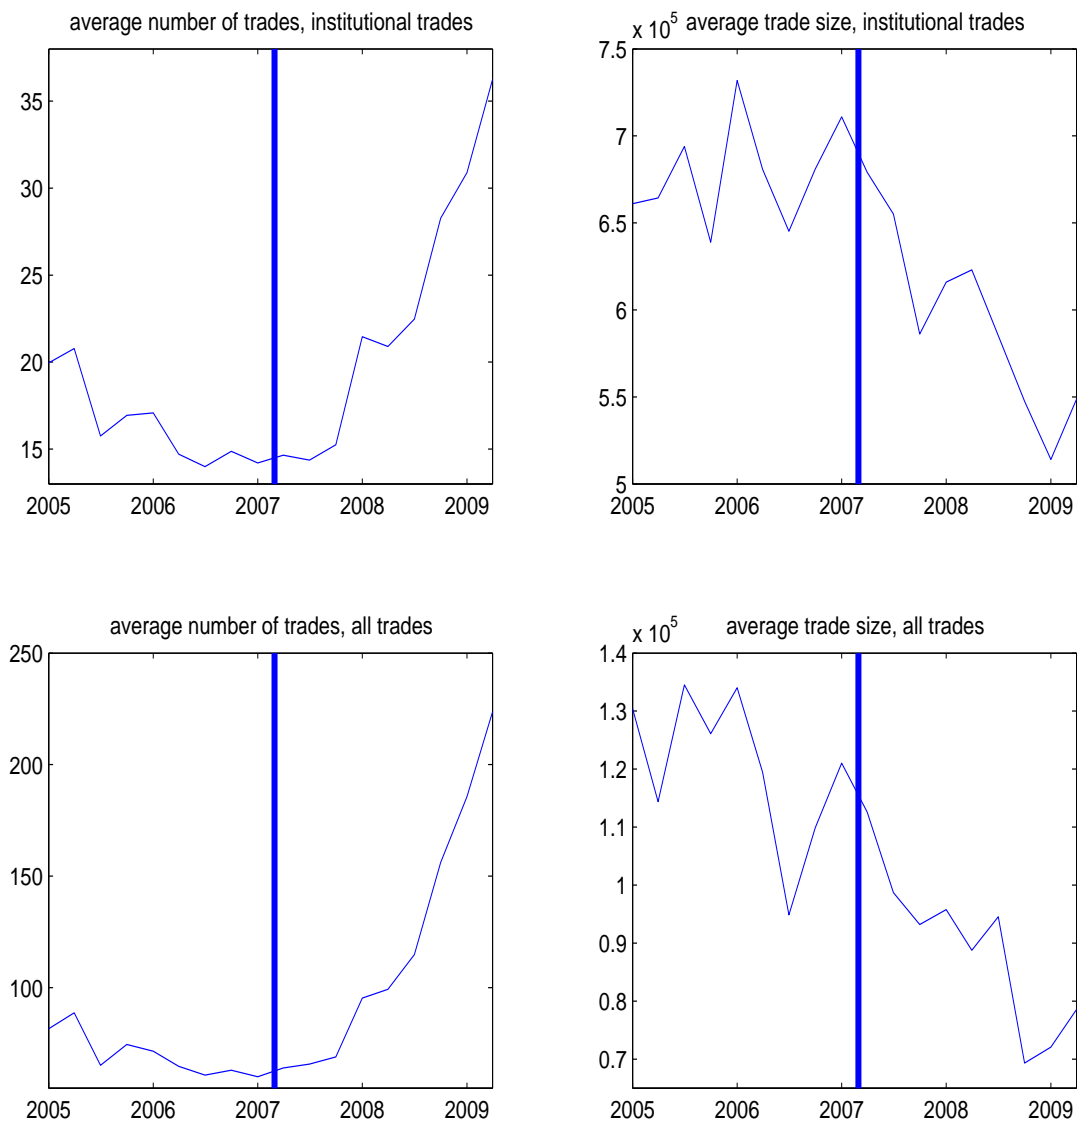 average number of trades, institutional trades
35
30
25
20
15
2005 2006 2007 2008 2009
x 10^5 average trade size, institutional trades
7.5
7
6.5
6
5.5
5
2005 2006 2007 2008 2009
average number of trades, all trades
250
200
150
100
2005 2006 2007 2008 2009
x 10^5 average trade size, all trades
1.4
1.3
1.2
1.1
1
0.9
0.8
0.7
2005 2006 2007 2008 2009